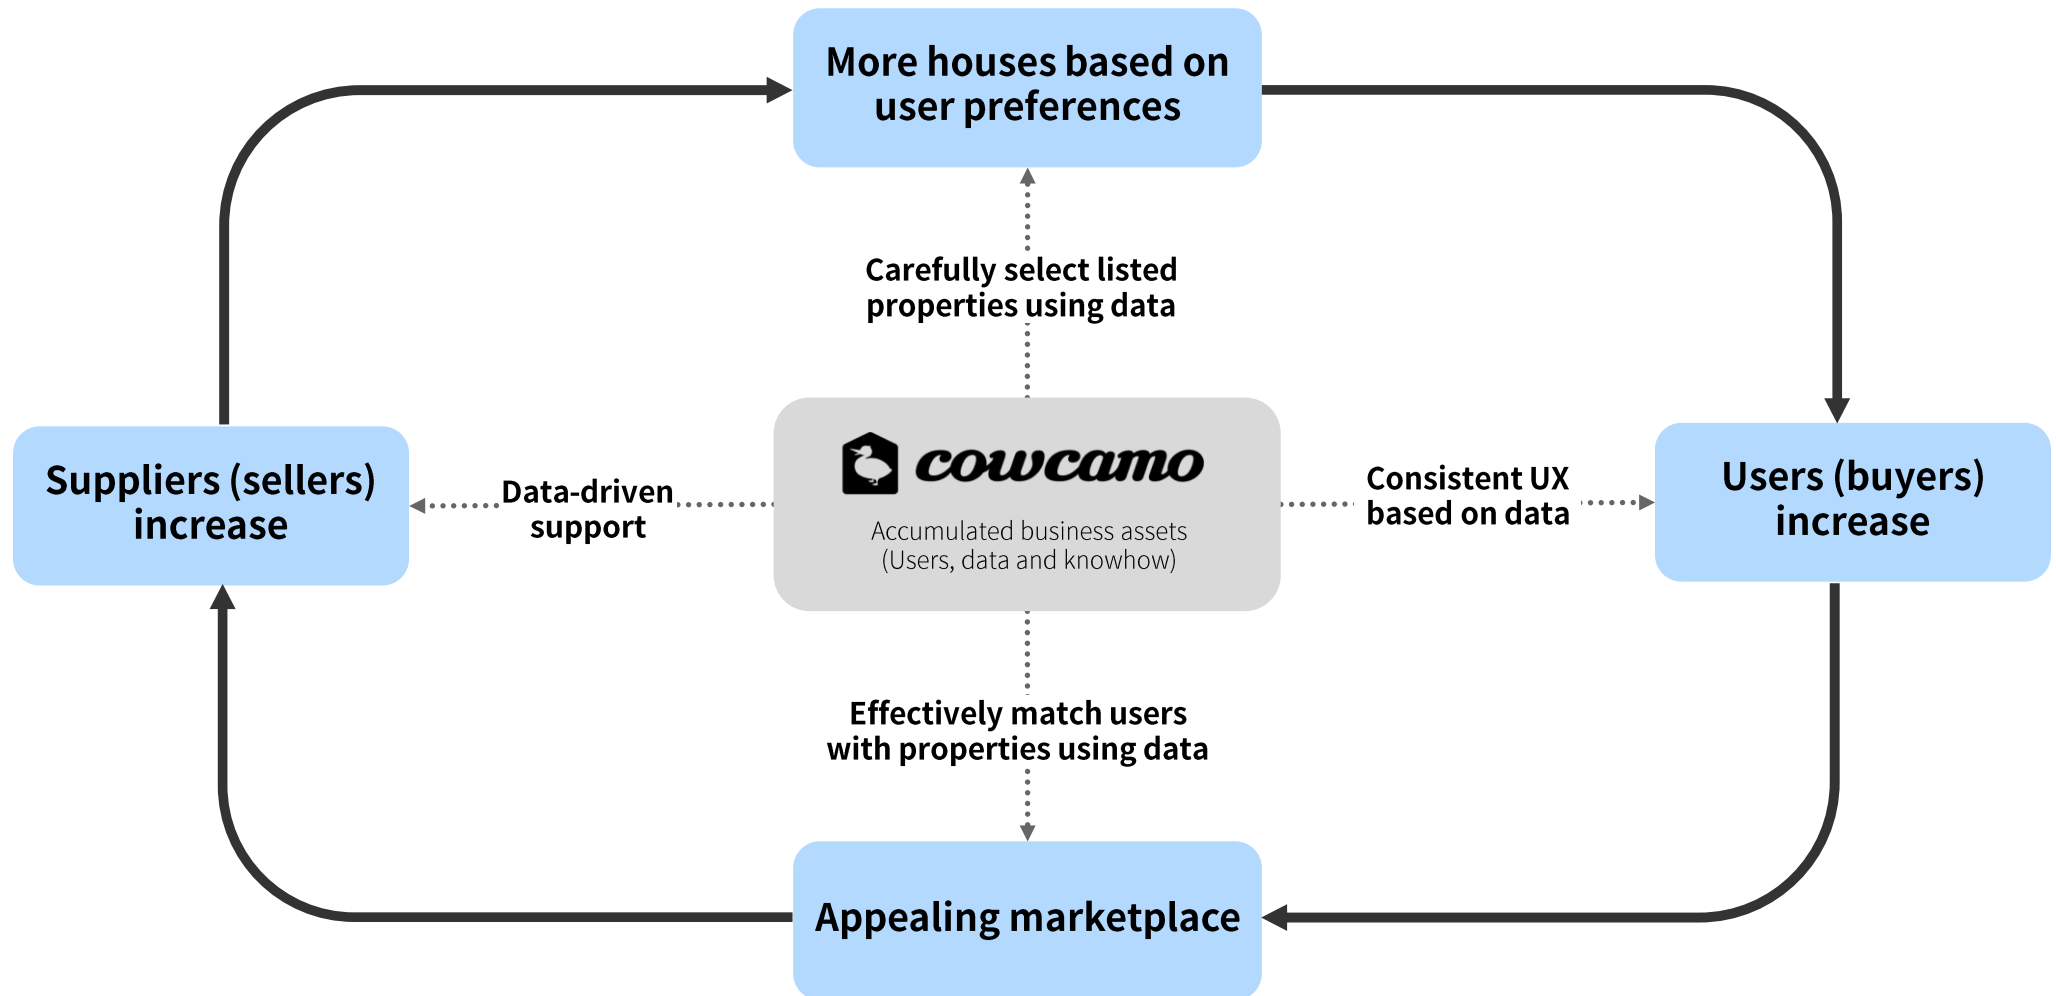 More houses based on
user preferences
Carefully select listed
properties using data
Suppliers (sellers)
increase
Data-driven
support
cowcamo
Accumulated business assets
(Users, data and knowhow)
Consistent UX
based on data
Users (buyers)
increase
Effectively match users
with properties using data
Appealing marketplace